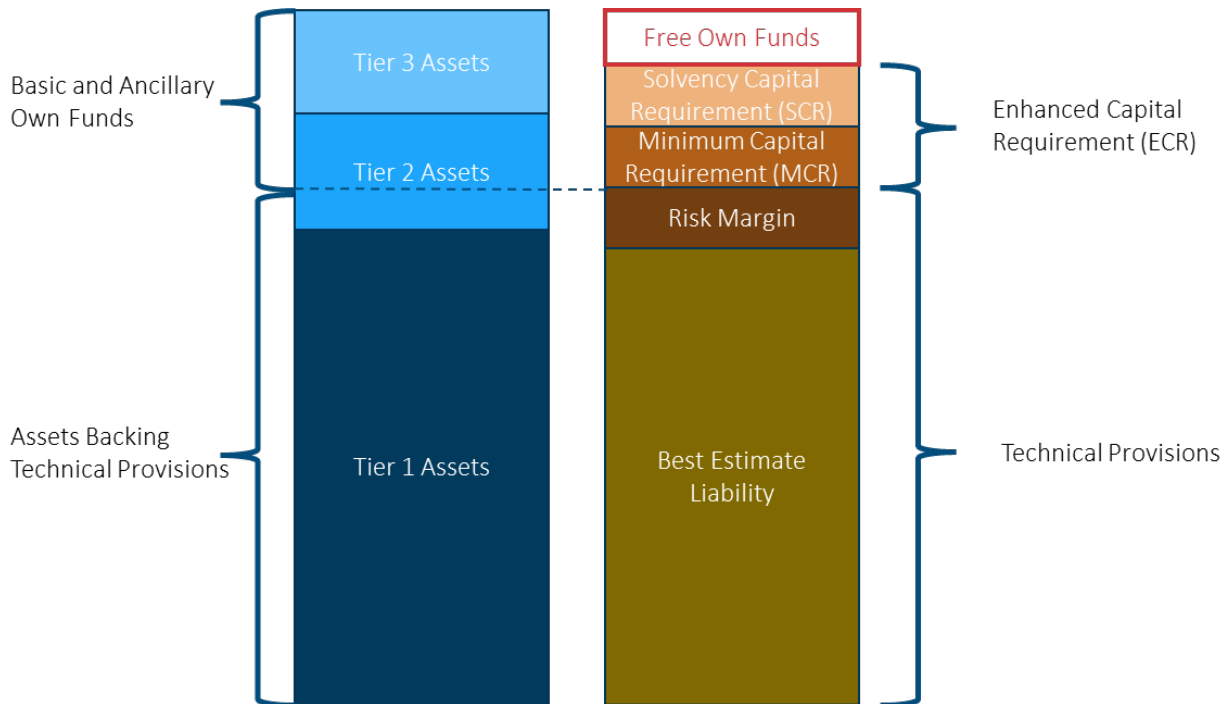 Basic and Ancillary
Own Funds
Assets Backing
Technical Provisions
Tier 3 Assets
Tier 2 Assets
Tier 1 Assets
Free Own Funds
Solvency Capital
Requirement (SCR)
Minimum Capital
Requirement (MCR)
Risk Margin
Best Estimate
Liability
Enhanced Capital
Requirement (ECR)
Technical Provisions